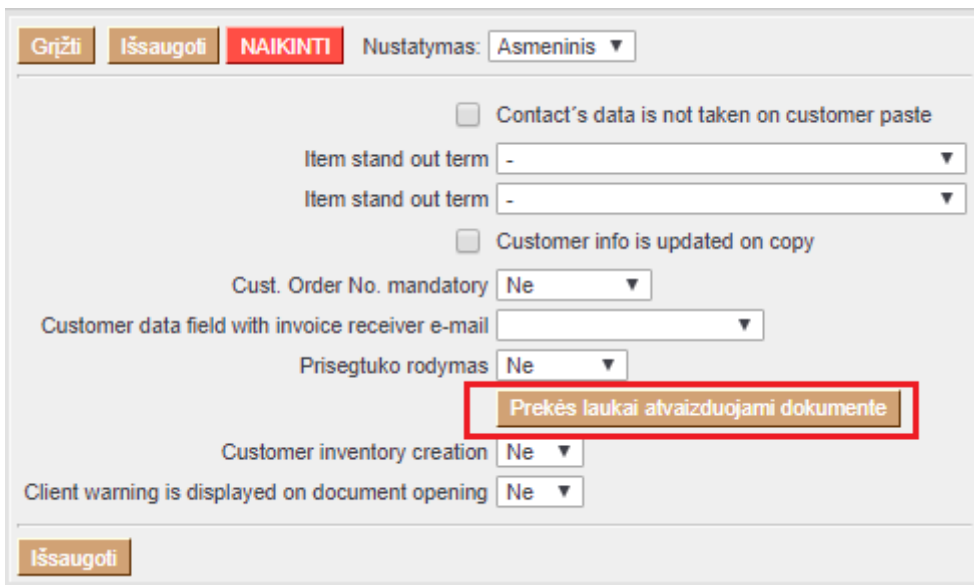 Grįžti Išsaugoti NAIKINTI Nustatymas: Asmeninis
Contact´s data is not taken on customer paste
Item stand out term -
Item stand out term -
Customer info is updated on copy
Cust. Order No. mandatory Ne
Customer data field with invoice receiver e-mail
Prisegtuko rodymas Ne
Prekės laukai atvaizduojami dokumente
Customer inventory creation Ne
Client warning is displayed on document opening Ne
Išsaugoti